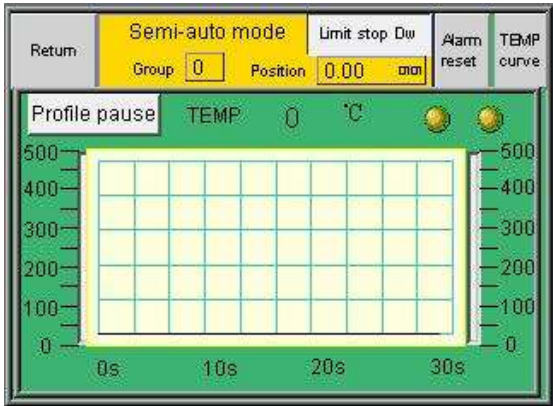 Return
Semi-auto mode
Limit stop Dw
Group 0
Position 0.00 mm
Alarm reset
TEMP curve
Profile pause
TEMP 0 ℃
500
400
300
200
100
0
500
400
300
200
100
0
0s 10s 20s 30s